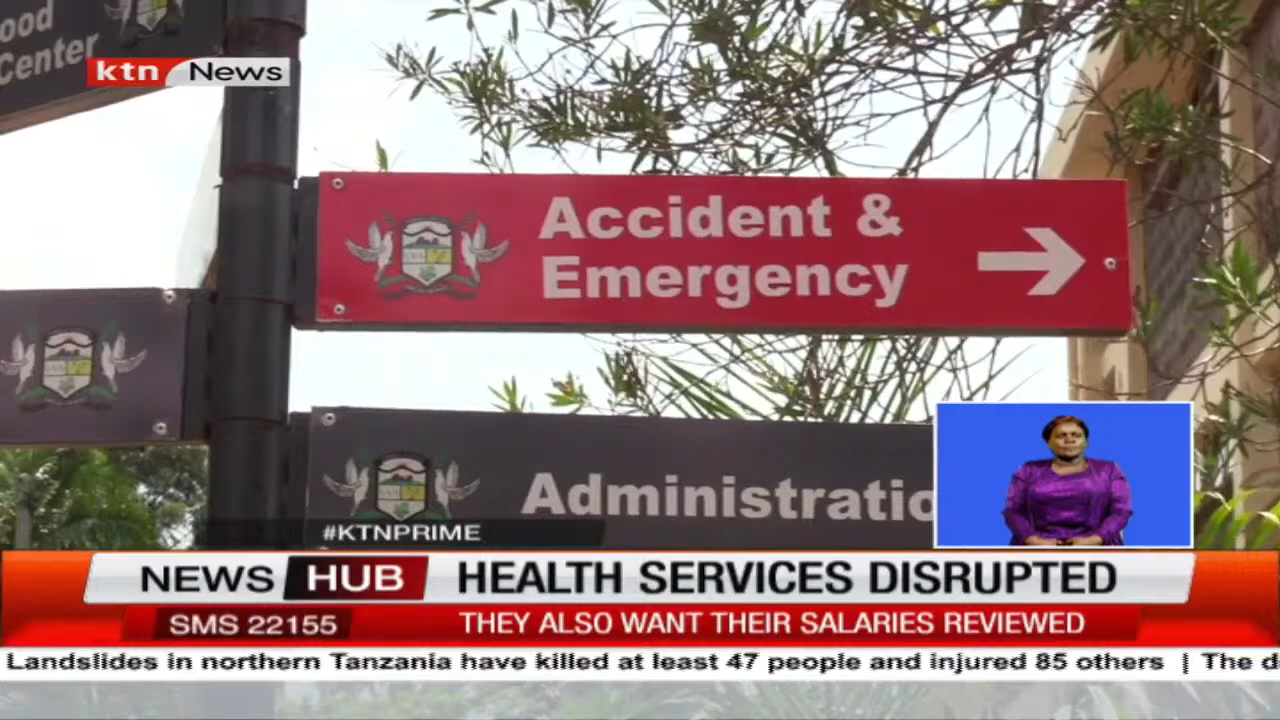 ood
Center
ktn News
Accident &
Emergency
Administratio
#KTNPRIME
NEWS HUB
HEALTH SERVICES DISRUPTED
SMS 22155
THEY ALSO WANT THEIR SALARIES REVIEWED
Landslides in northern Tanzania have killed at least 47 people and injured 85 others | The d